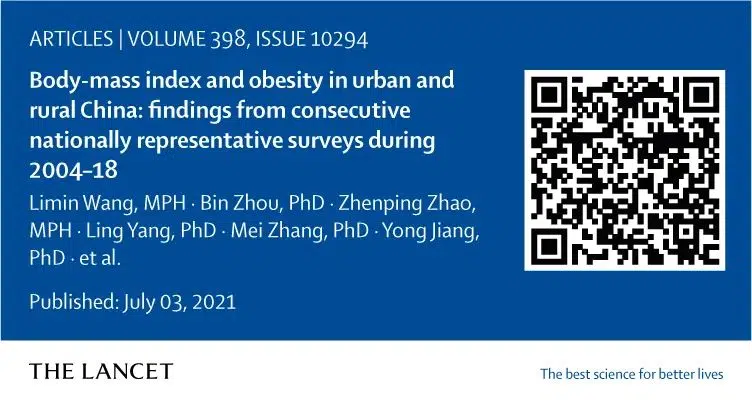 ARTICLES | VOLUME 398, ISSUE 10294
Body-mass index and obesity in urban and
rural China: findings from consecutive
nationally representative surveys during
2004–18
Limin Wang, MPH · Bin Zhou, PhD · Zhenping Zhao,
MPH · Ling Yang, PhD · Mei Zhang, PhD · Yong Jiang,
PhD · et al.
Published: July 03, 2021
THE LANCET
The best science for better lives